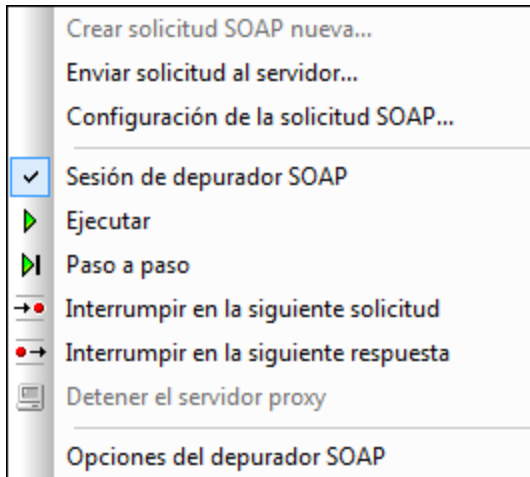 Crear solicitud SOAP nueva...
Enviar solicitud al servidor...
Configuración de la solicitud SOAP...
Sesión de depurador SOAP
Ejecutar
Paso a paso
Interrumpir en la siguiente solicitud
Interrumpir en la siguiente respuesta
Detener el servidor proxy
Opciones del depurador SOAP